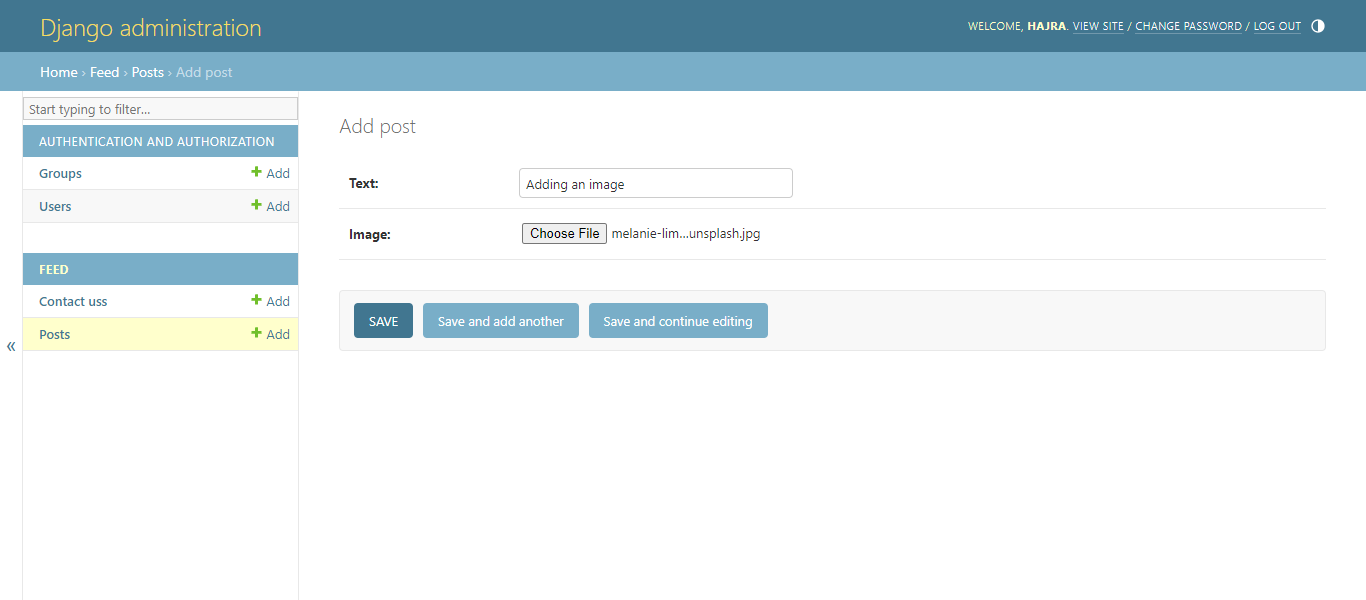 Django administration
WELCOME, HAJRA. VIEW SITE / CHANGE PASSWORD / LOG OUT
Home › Feed › Posts › Add post
Start typing to filter...
AUTHENTICATION AND AUTHORIZATION
Groups + Add
Users + Add
FEED
Contact uss + Add
Posts + Add
«
Add post
Text: Adding an image
Image: Choose File melanie-lim...unsplash.jpg
SAVE Save and add another Save and continue editing